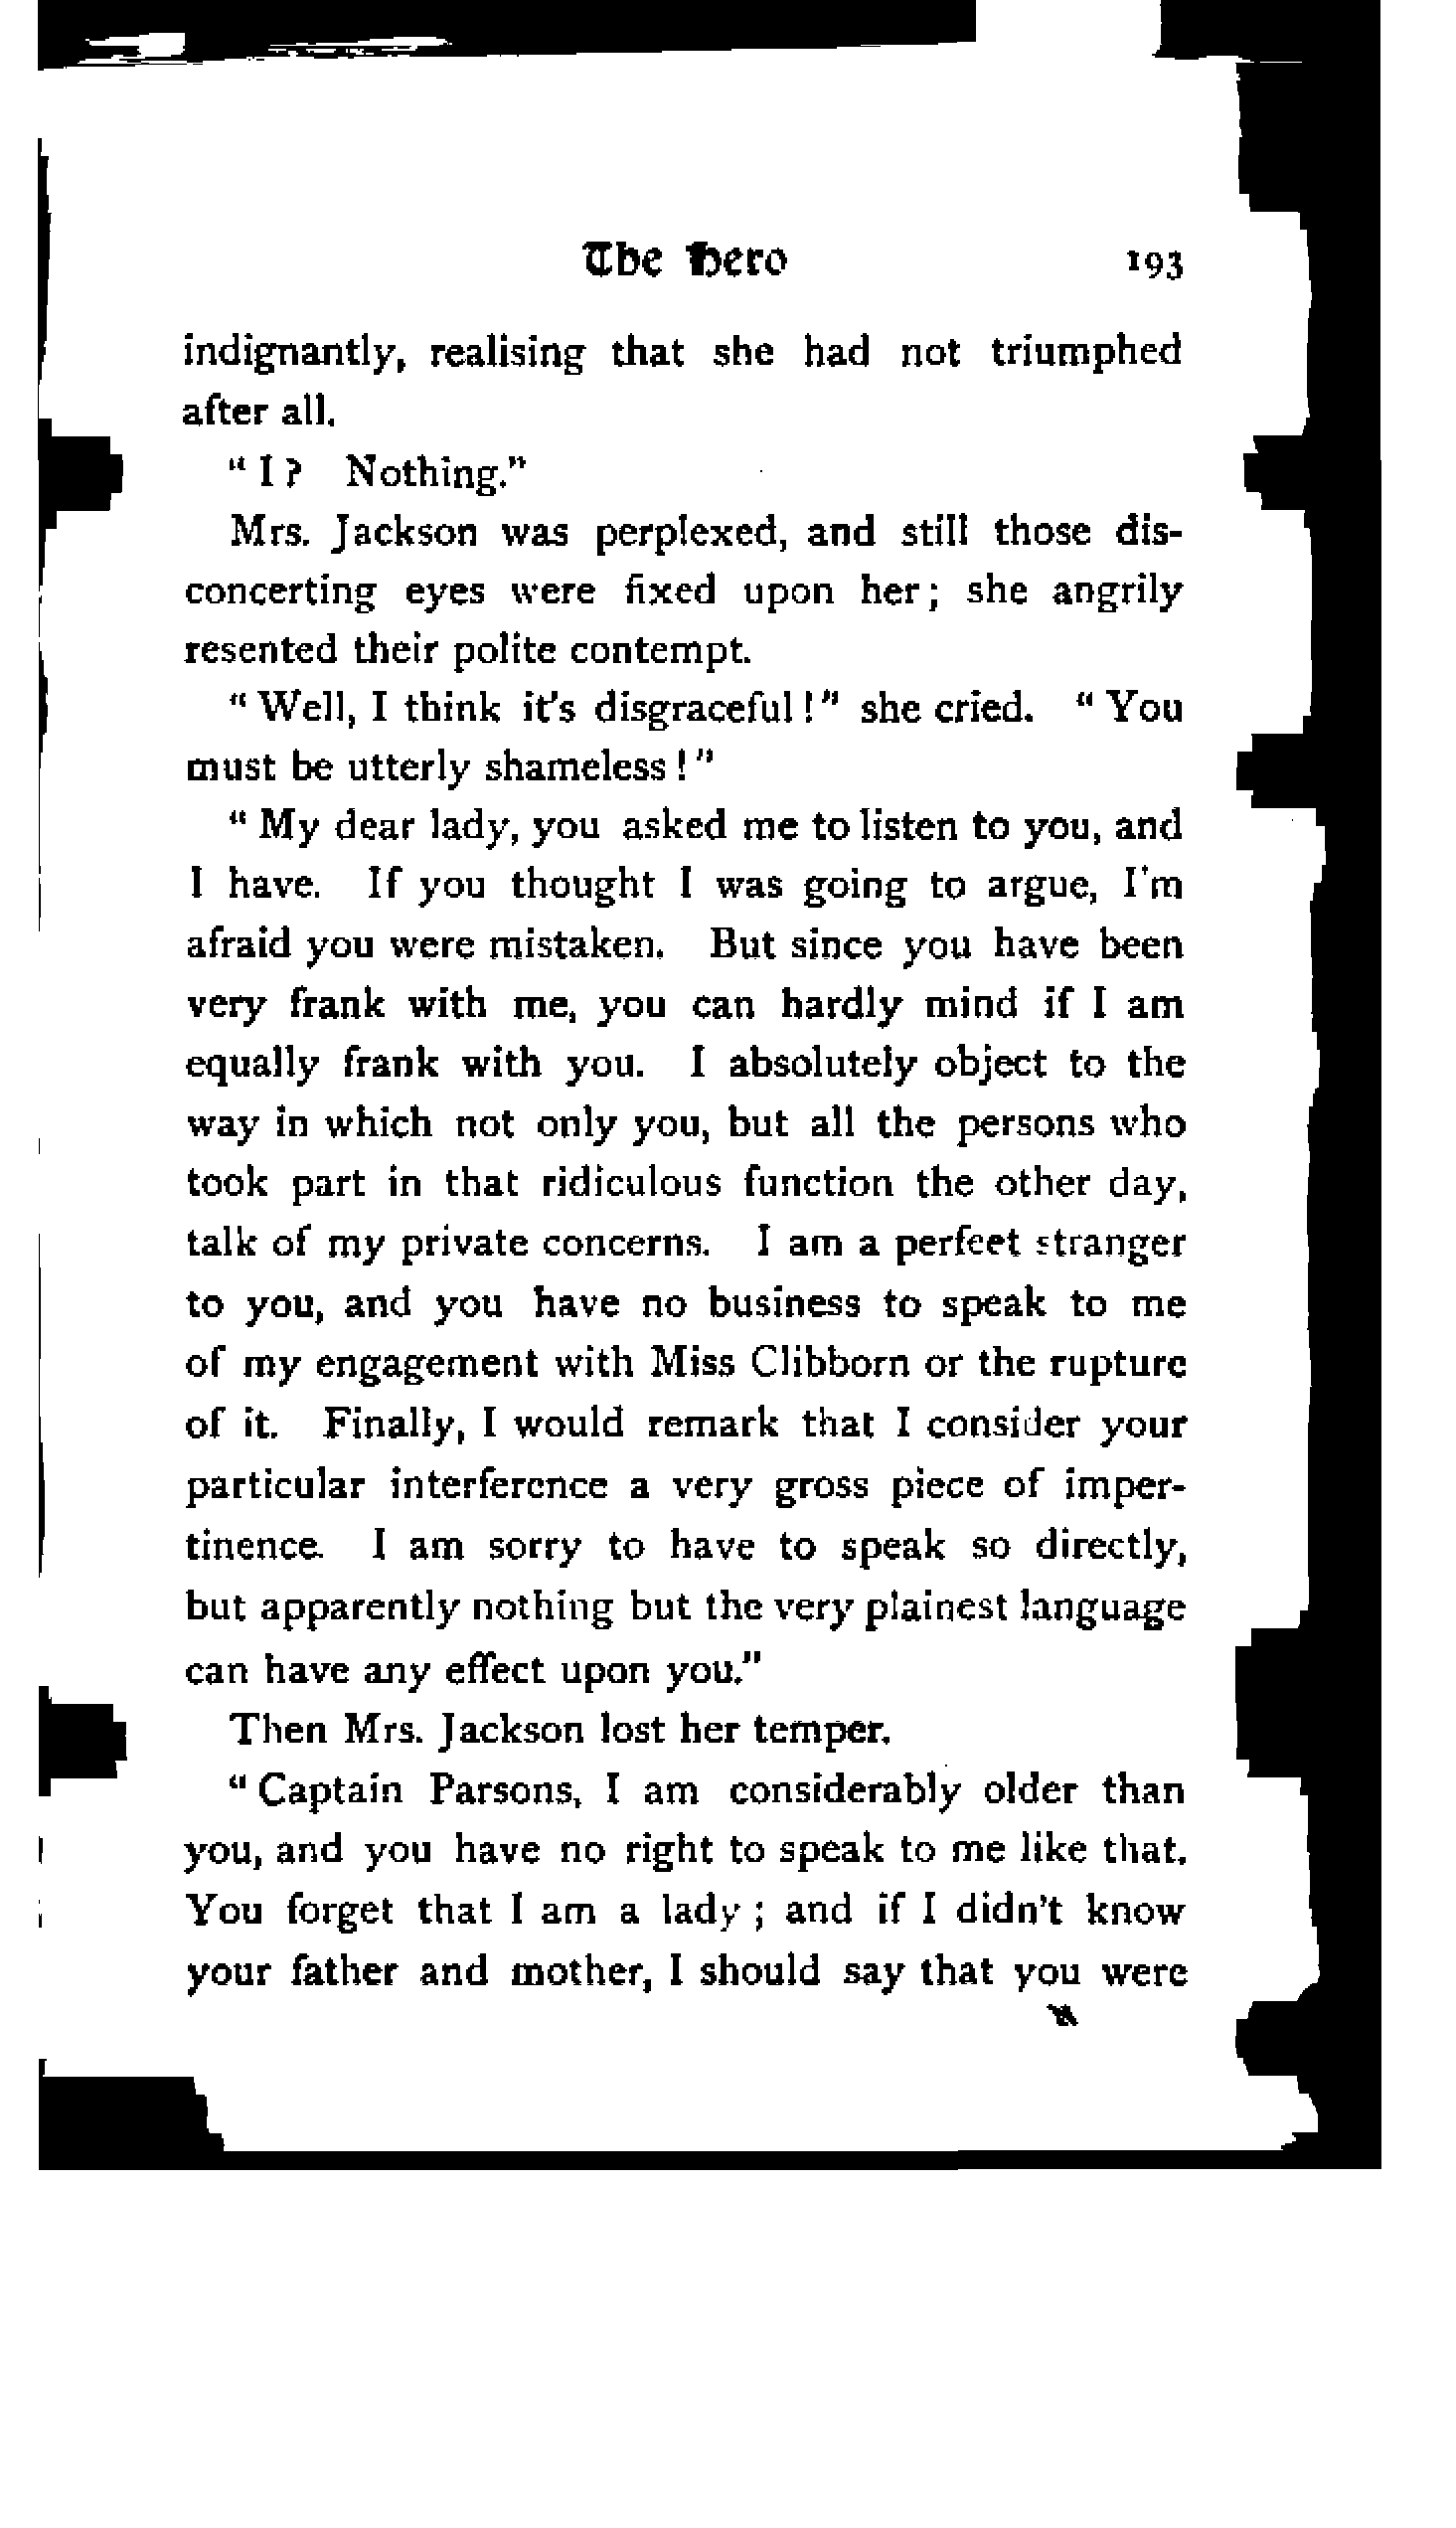 The Hero 193
indignantly, realising that she had not triumphed
after all.
" I ? Nothing."
Mrs. Jackson was perplexed, and still those dis-
concerting eyes were fixed upon her; she angrily
resented their polite contempt.
" Well, I think it's disgraceful !" she cried. " You
must be utterly shameless !"
" My dear lady, you asked me to listen to you, and
I have. If you thought I was going to argue, I'm
afraid you were mistaken. But since you have been
very frank with me, you can hardly mind if I am
equally frank with you. I absolutely object to the
way in which not only you, but all the persons who
took part in that ridiculous function the other day,
talk of my private concerns. I am a perfect stranger
to you, and you have no business to speak to me
of my engagement with Miss Clibborn or the rupture
of it. Finally, I would remark that I consider your
particular interference a very gross piece of imper-
tinence. I am sorry to have to speak so directly,
but apparently nothing but the very plainest language
can have any effect upon you."
Then Mrs. Jackson lost her temper.
" Captain Parsons, I am considerably older than
you, and you have no right to speak to me like that.
You forget that I am a lady ; and if I didn't know
your father and mother, I should say that you were